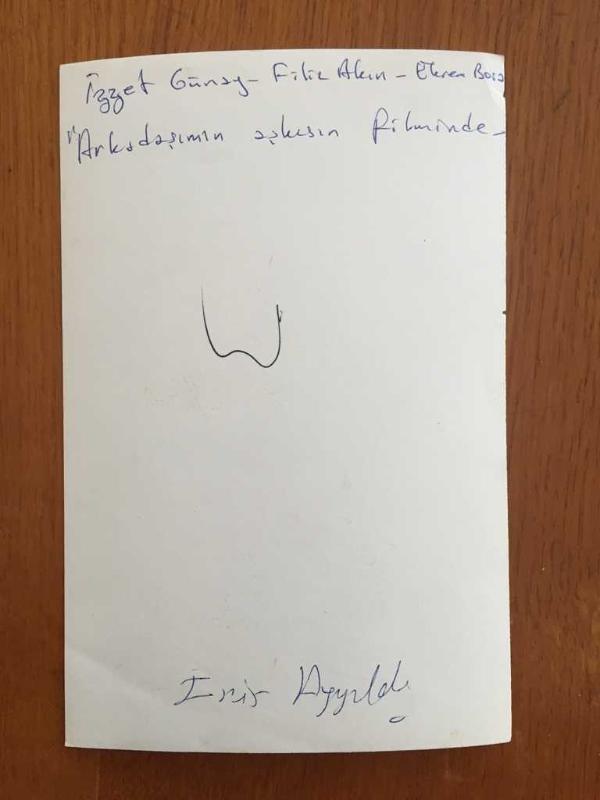 İzzet Günay - Filiz Akın - Ekrem Bora
"Arkadaşımın aşkısın filminde -